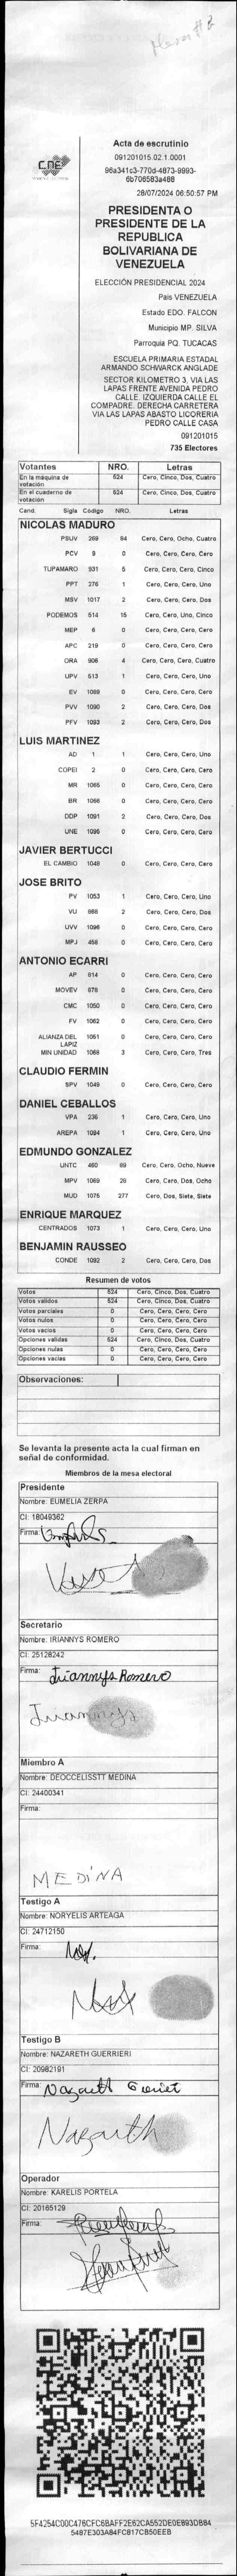 Mesa #2
CNE
Acta de escrutinio
091201015.02.1.0001
96a341c3-770d-4873-9993-
6b706583a488
28/07/2024 06:50:57 PM
PRESIDENTA O
PRESIDENTE DE LA
REPUBLICA
BOLIVARIANA DE
VENEZUELA
ELECCIÓN PRESIDENCIAL 2024
Pais VENEZUELA
Estado EDO. FALCON
Municipio MP. SILVA
Parroquia PQ. TUCACAS
ESCUELA PRIMARIA ESTADAL
ARMANDO SCHWARCK ANGLADE
SECTOR KILOMETRO 3, VIA LAS
LAPAS FRENTE AVENIDA PEDRO
CALLE. IZQUIERDA CALLE EL
COMPADRE. DERECHA CARRETERA
VIA LAS LAPAS ABASTO LICORERIA
PEDRO CALLE CASA
091201015
735 Electores
Votantes NRO. Letras
En la máquina de votación 524 Cero, Cinco, Dos, Cuatro
En el cuaderno de votación 524 Cero, Cinco, Dos, Cuatro
Cand. Sigla Código NRO. Letras
NICOLAS MADURO
PSUV 269 84 Cero, Cero, Ocho, Cuatro
PCV 9 0 Cero, Cero, Cero, Cero
TUPAMARO 931 5 Cero, Cero, Cero, Cinco
PPT 276 1 Cero, Cero, Cero, Uno
MSV 1017 2 Cero, Cero, Cero, Dos
PODEMOS 514 15 Cero, Cero, Uno, Cinco
MEP 6 0 Cero, Cero, Cero, Cero
APC 219 0 Cero, Cero, Cero, Cero
ORA 906 4 Cero, Cero, Cero, Cuatro
UPV 513 1 Cero, Cero, Cero, Uno
EV 1089 0 Cero, Cero, Cero, Cero
PVV 1090 2 Cero, Cero, Cero, Dos
PFV 1093 2 Cero, Cero, Cero, Dos
LUIS MARTINEZ
AD 1 1 Cero, Cero, Cero, Uno
COPEI 2 0 Cero, Cero, Cero, Cero
MR 1065 0 Cero, Cero, Cero, Cero
BR 1066 0 Cero, Cero, Cero, Cero
DDP 1091 2 Cero, Cero, Cero, Dos
UNE 1095 0 Cero, Cero, Cero, Cero
JAVIER BERTUCCI
EL CAMBIO 1048 0 Cero, Cero, Cero, Cero
JOSE BRITO
PV 1053 1 Cero, Cero, Cero, Uno
VU 868 2 Cero, Cero, Cero, Dos
UVV 1096 0 Cero, Cero, Cero, Cero
MPJ 458 0 Cero, Cero, Cero, Cero
ANTONIO ECARRI
AP 814 0 Cero, Cero, Cero, Cero
MOVEV 878 0 Cero, Cero, Cero, Cero
CMC 1050 0 Cero, Cero, Cero, Cero
FV 1062 0 Cero, Cero, Cero, Cero
ALIANZA DEL LAPIZ 1051 0 Cero, Cero, Cero, Cero
MIN UNIDAD 1068 3 Cero, Cero, Cero, Tres
CLAUDIO FERMIN
SPV 1049 0 Cero, Cero, Cero, Cero
DANIEL CEBALLOS
VPA 236 1 Cero, Cero, Cero, Uno
AREPA 1094 1 Cero, Cero, Cero, Uno
EDMUNDO GONZALEZ
UNTC 460 89 Cero, Cero, Ocho, Nueve
MPV 1069 28 Cero, Cero, Dos, Ocho
MUD 1075 277 Cero, Dos, Siete, Siete
ENRIQUE MARQUEZ
CENTRADOS 1073 1 Cero, Cero, Cero, Uno
BENJAMIN RAUSSEO
CONDE 1092 2 Cero, Cero, Cero, Dos
Resumen de votos
Votos 524 Cero, Cinco, Dos, Cuatro
Votos validos 524 Cero, Cinco, Dos, Cuatro
Votos parciales 0 Cero, Cero, Cero, Cero
Votos nulos 0 Cero, Cero, Cero, Cero
Votos vacios 0 Cero, Cero, Cero, Cero
Opciones validas 524 Cero, Cinco, Dos, Cuatro
Opciones nulas 0 Cero, Cero, Cero, Cero
Opciones vacias 0 Cero, Cero, Cero, Cero
Observaciones:
Se levanta la presente acta la cual firman en
señal de conformidad.
Miembros de la mesa electoral
Presidente
Nombre: EUMELIA ZERPA
CI: 18049362
Firma:
Secretario
Nombre: IRIANNYS ROMERO
CI: 25128242
Firma: Iriannys Romero
Iriannys
Miembro A
Nombre: DEOCCELISSTT MEDINA
CI: 24400341
Firma:
MEDINA
Testigo A
Nombre: NORYELIS ARTEAGA
CI: 24712150
Firma:
Testigo B
Nombre: NAZARETH GUERRIERI
CI: 20982191
Firma: Nazareth Guerrieri
Nazareth
Operador
Nombre: KARELIS PORTELA
CI: 20165129
Firma:
5F4254C00C478CFC6BAFF2E62CA552DE0E893DB84
5487E303A84FC817CB50EEB